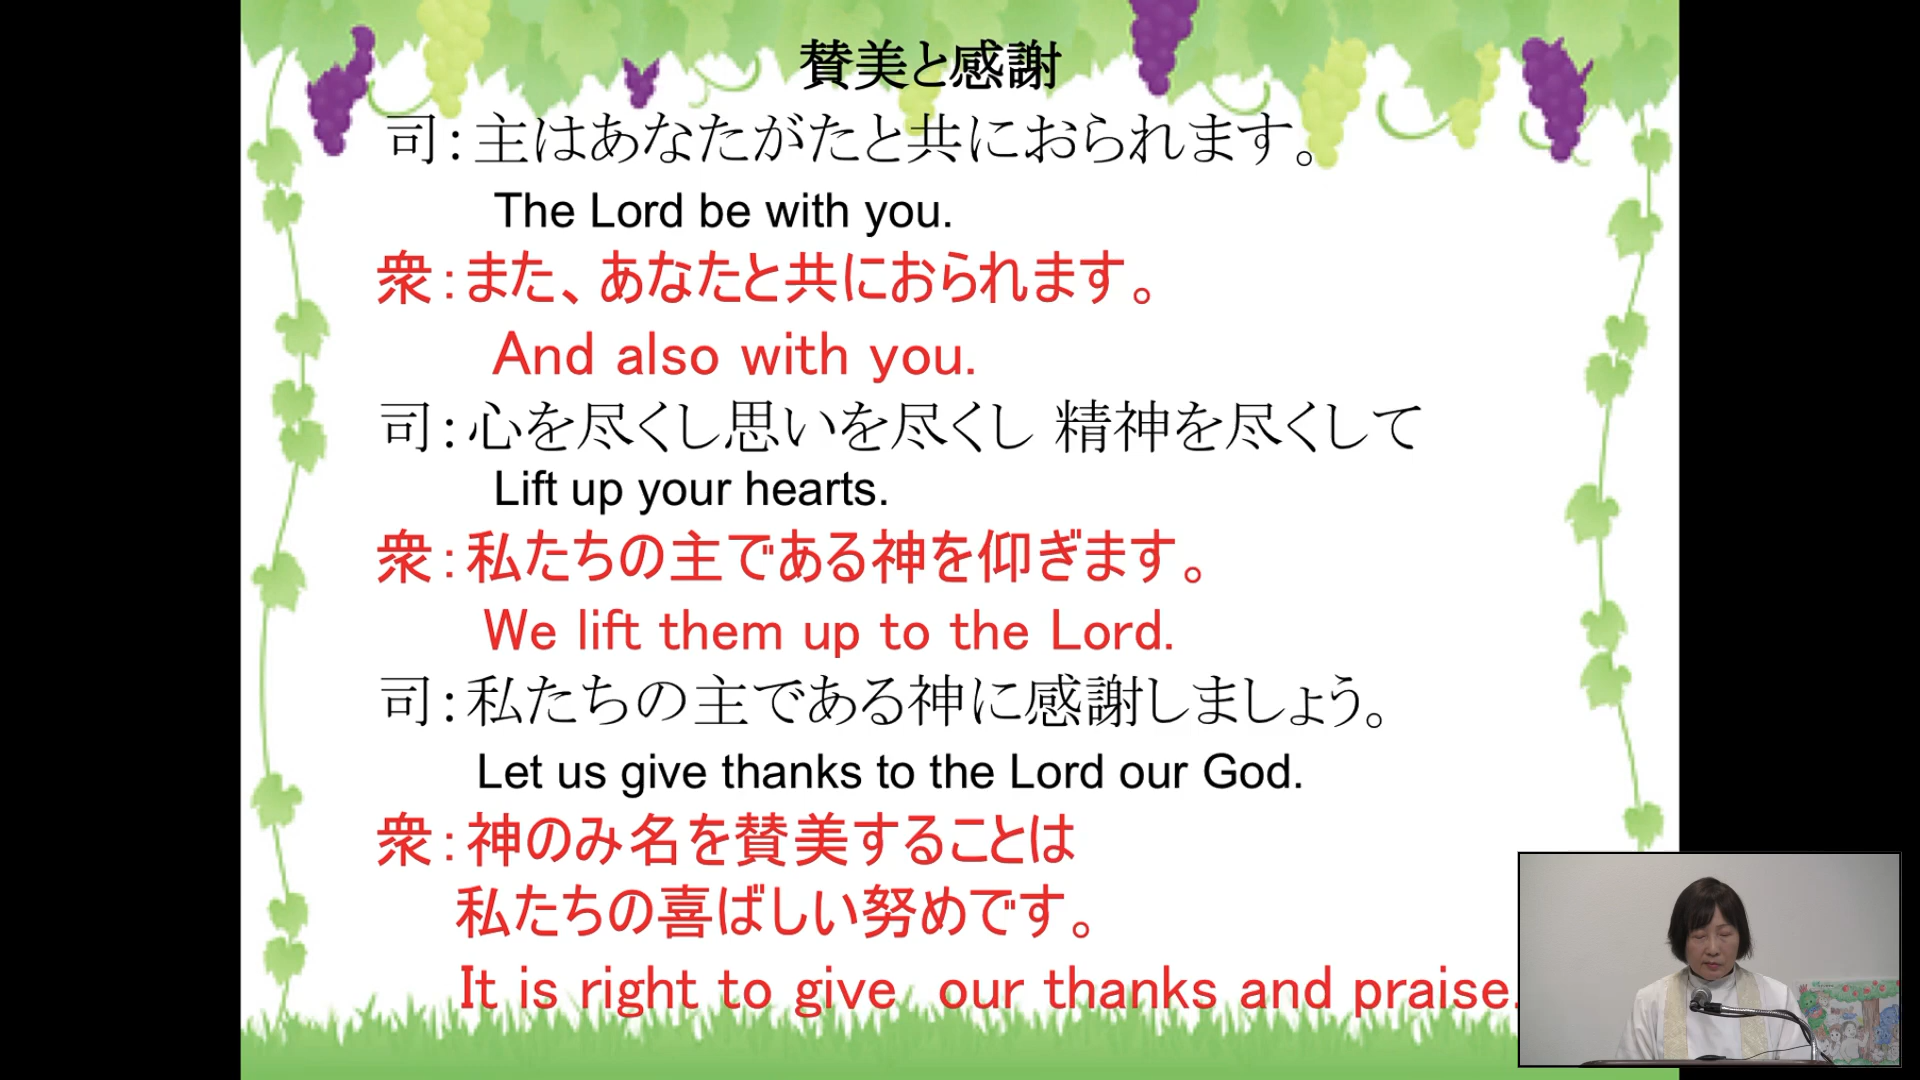 賛美と感謝
司：主はあなたがたと共におられます。
The Lord be with you.
衆：また、あなたと共におられます。
And also with you.
司：心を尽くし思いを尽くし 精神を尽くして
Lift up your hearts.
衆：私たちの主である神を仰ぎます。
We lift them up to the Lord.
司：私たちの主である神に感謝しましょう。
Let us give thanks to the Lord our God.
衆：神のみ名を賛美することは
私たちの喜ばしい努めです。
It is right to give our thanks and praise.